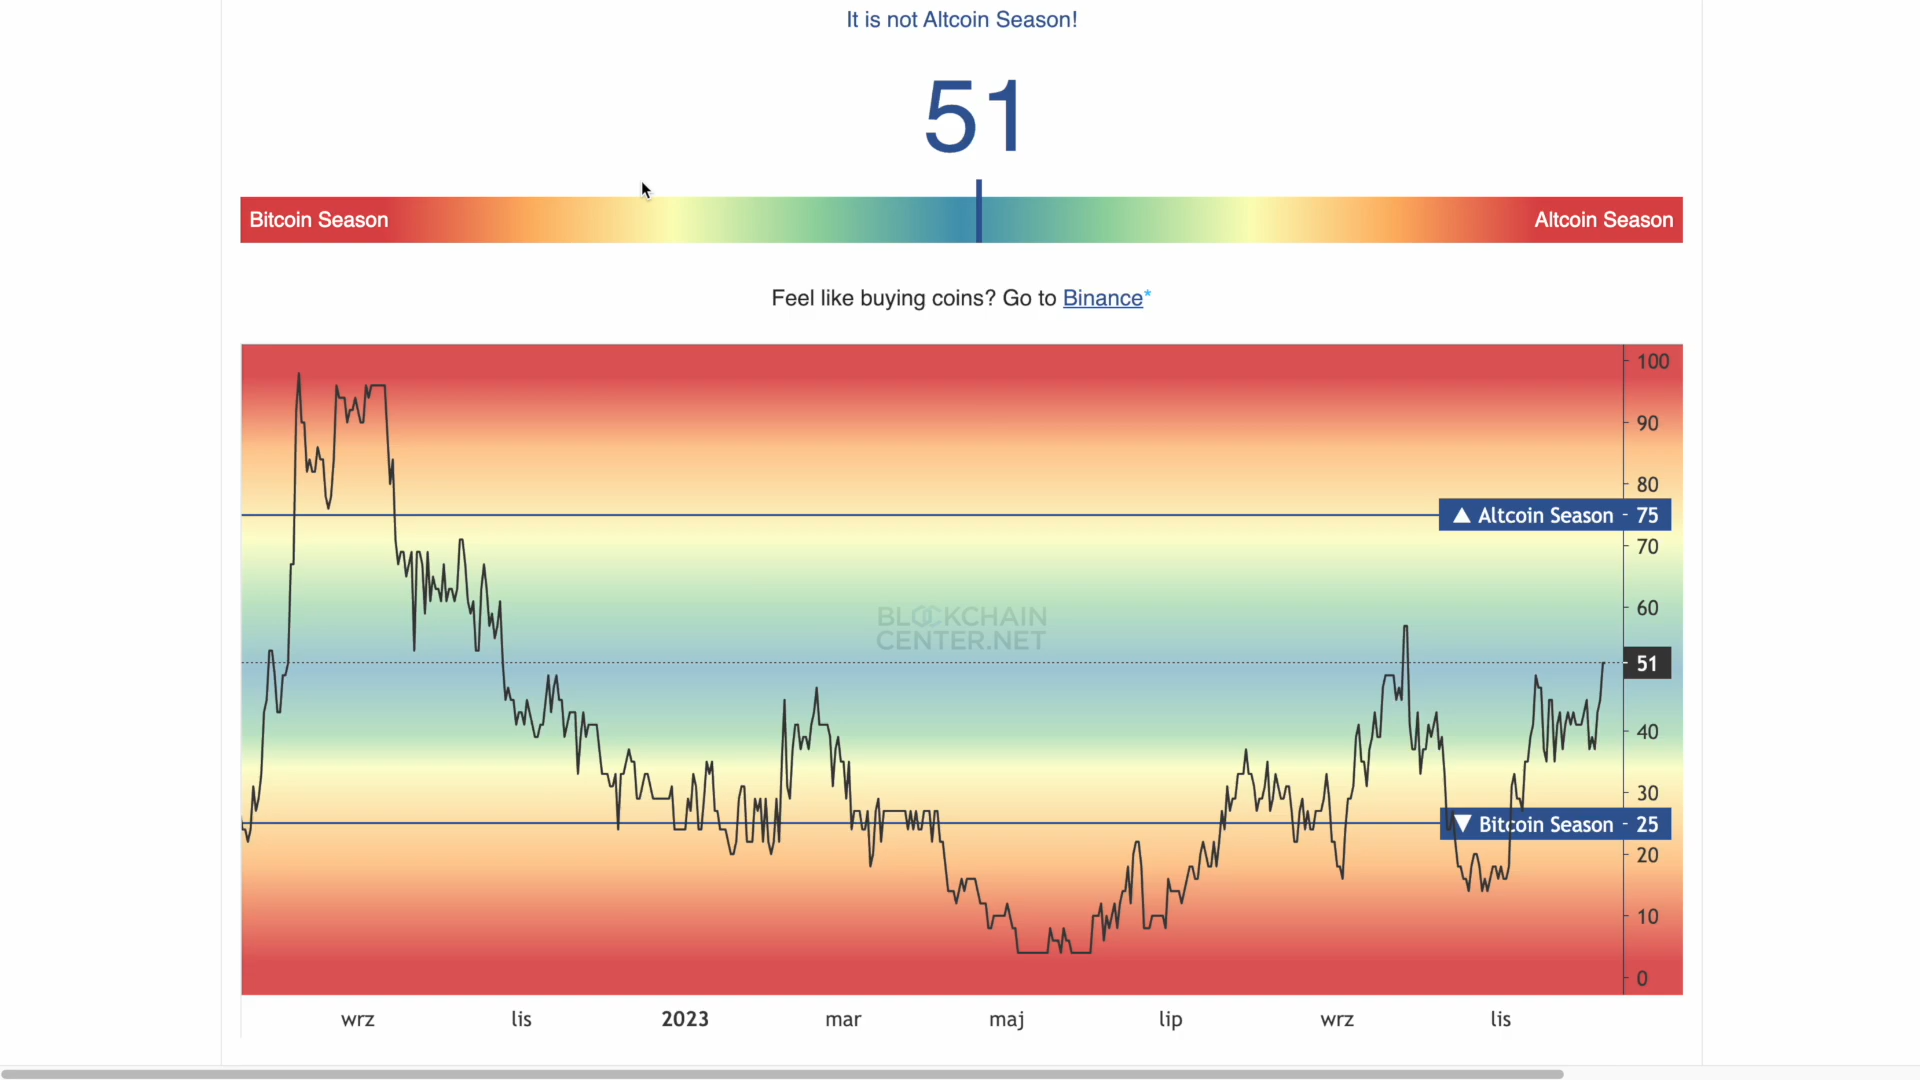 It is not Altcoin Season!
51
Bitcoin Season
Altcoin Season
Feel like buying coins? Go to Binance*
100
90
80
▲ Altcoin Season - 75
70
60
BLOCKCHAIN
CENTER.NET
51
40
30
▼ Bitcoin Season - 25
20
10
0
wrz lis 2023 mar maj lip wrz lis